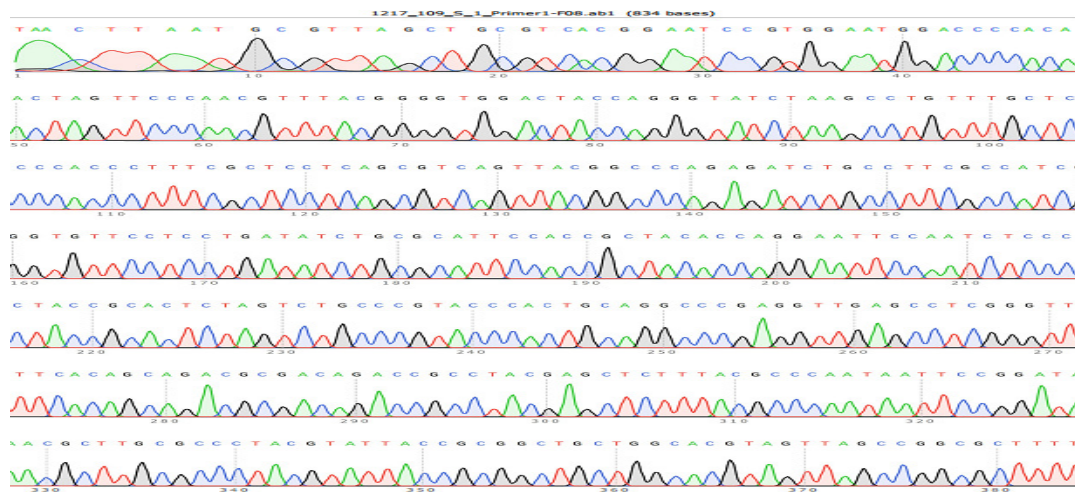 1217_109_S_1_Primer1-F08.ab1 (834 bases)
T AA C T T A A T G C G T T A G C T G C G T C A C G G A A T C C G T G G A A T G G A C C C C A C A
1 10 20 30 40
A C T A G T T C C C A A C G T T T A C G G G G T G G A C T A C C A G G G T A T C T A A G C C T G T T T G C T C
50 60 70 80 90 100
C C C A C C C T T T C G C T C C T C A G C G T C A G T T A C G G C C C A G A G A T C T G C C T T C G C C A T C
110 120 130 140 150
G G T G T T C C T C C T G A T A T C T G C G C A T T C C A C C G C T A C A C C A G G A A T T C C A A T C T C C C
160 170 180 190 200 210
C T A C C G C A C T C T A G T C T G C C C G T A C C C A C T G C A G G C C C G A G G T T G A G C C T C G G G T T
220 230 240 250 260 270
T T C A C A G C A G A C G C G A C A G A C C G C C T A C G A G C T C T T T A C G C C C A A T A A T T C C G G A T
280 290 300 310 320
A A C G C T T G C G C C C T A C G T A T T A C C G C G G C T G C T G G C A C G T A G T T A G C C G G C G C T T T T
330 340 350 360 370 380